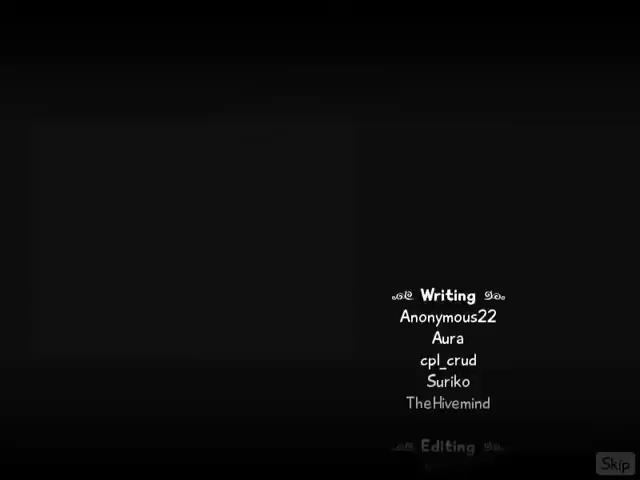 Writing
Anonymous22
Aura
cpl_crud
Suriko
TheHivemind
Editing
Skip